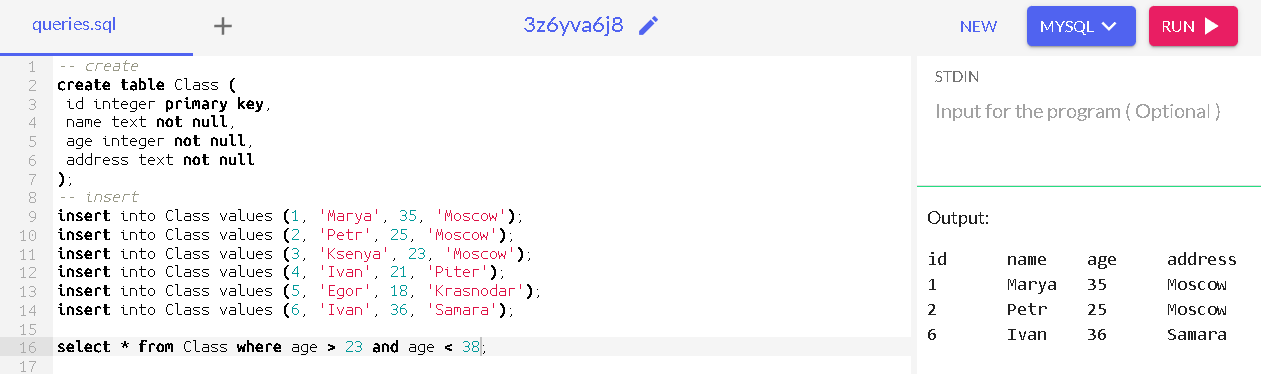 queries.sql + 3z6yva6j8 NEW MYSQL RUN
1 -- create
2 create table Class (
3 id integer primary key,
4 name text not null,
5 age integer not null,
6 address text not null
7 );
8 -- insert
9 insert into Class values (1, 'Marya', 35, 'Moscow');
10 insert into Class values (2, 'Petr', 25, 'Moscow');
11 insert into Class values (3, 'Ksenya', 23, 'Moscow');
12 insert into Class values (4, 'Ivan', 21, 'Piter');
13 insert into Class values (5, 'Egor', 18, 'Krasnodar');
14 insert into Class values (6, 'Ivan', 36, 'Samara');
15
16 select * from Class where age > 23 and age < 38;
17
STDIN
Input for the program ( Optional )
Output:
id name age address
1 Marya 35 Moscow
2 Petr 25 Moscow
6 Ivan 36 Samara